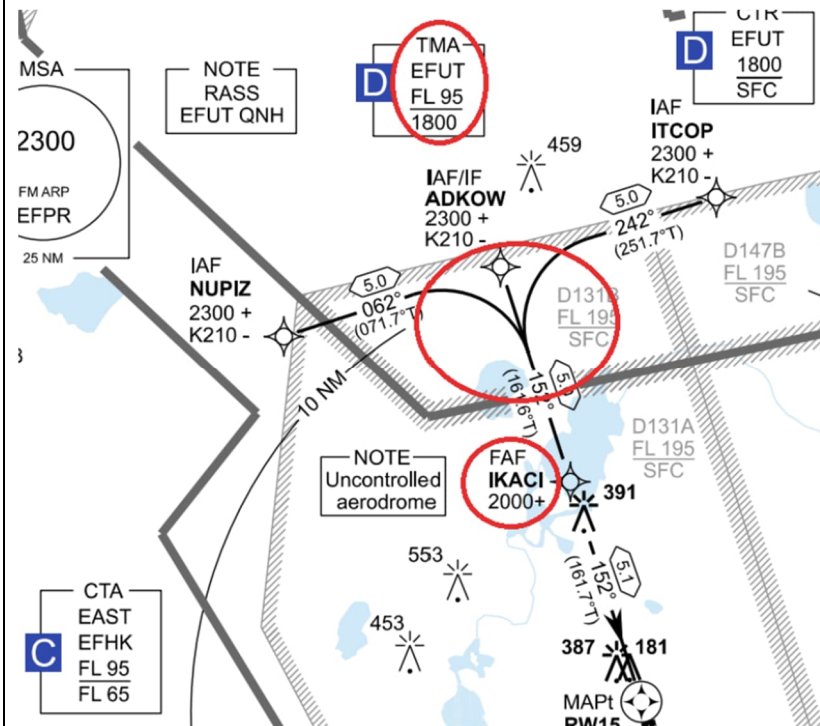 MSA
2300
FM ARP
EFPR
25 NM
NOTE
RASS
EFUT QNH
D
TMA
EFUT
FL 95
1800
D
CTR
EFUT
1800
SFC
459
IAF/IF
ADKOW
2300 +
K210 -
IAF
ITCOP
2300 +
K210 -
5.0
242°
(251.7°T)
D147B
FL 195
SFC
IAF
NUPIZ
2300 +
K210 -
5.0
062°
(071.7°T)
D131B
FL 195
SFC
10 NM
152°
(161.6°T)
D131A
FL 195
SFC
NOTE
Uncontrolled
aerodrome
FAF
IKACI
2000+
391
553
453
5.1
152°
(161.7°T)
387
181
C
CTA
EAST
EFHK
FL 95
FL 65
MAPt
RW15